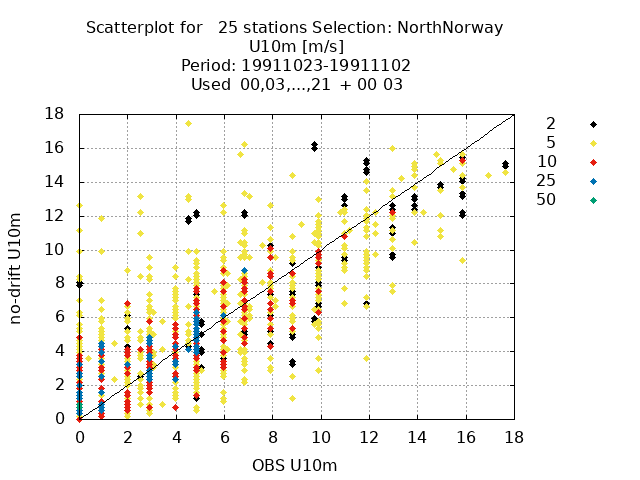 Scatterplot for   25 stations Selection: NorthNorway
U10m [m/s]
Period: 19911023-19911102
Used  00,03,...,21  + 00 03
18
16
14
12
10
8
6
4
2
0
0 2 4 6 8 10 12 14 16 18
no-drift U10m
OBS U10m
2
5
10
25
50